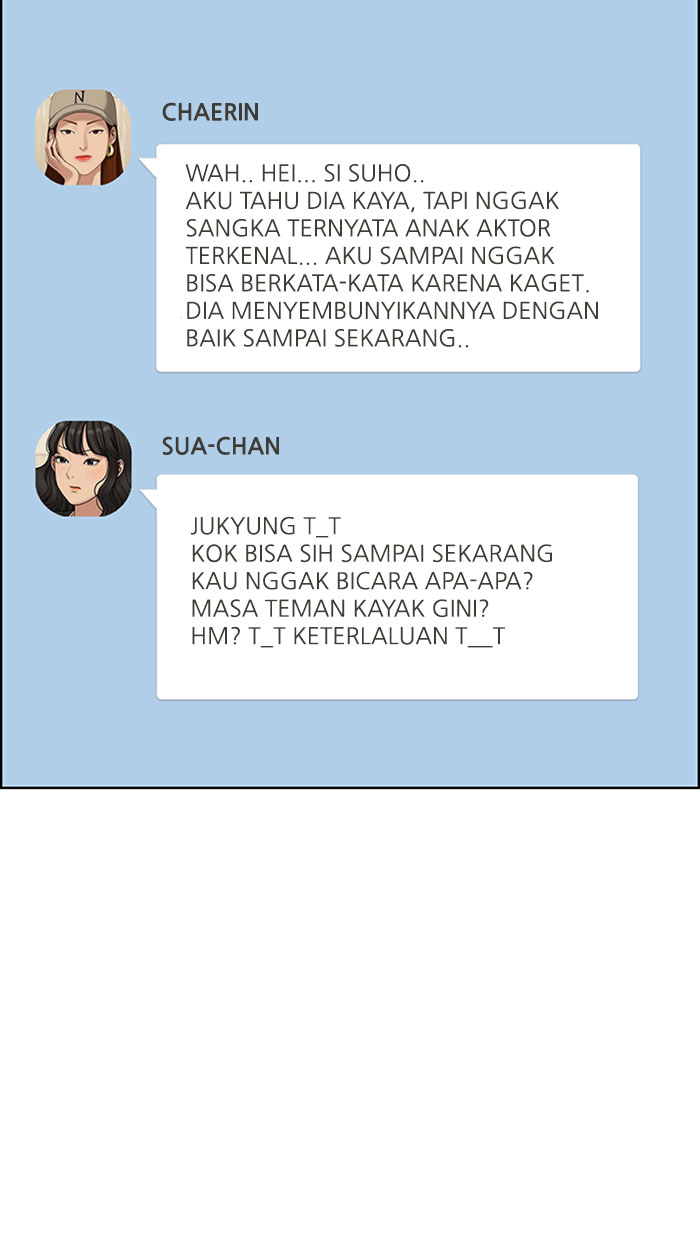 N
CHAERIN
WAH.. HEI... SI SUHO..
AKU TAHU DIA KAYA, TAPI NGGAK
SANGKA TERNYATA ANAK AKTOR
TERKENAL... AKU SAMPAI NGGAK
BISA BERKATA-KATA KARENA KAGET.
DIA MENYEMBUNYIKANNYA DENGAN
BAIK SAMPAI SEKARANG..
SUA-CHAN
JUKYUNG T_T
KOK BISA SIH SAMPAI SEKARANG
KAU NGGAK BICARA APA-APA?
MASA TEMAN KAYAK GINI?
HM? T_T KETERLALUAN T__T